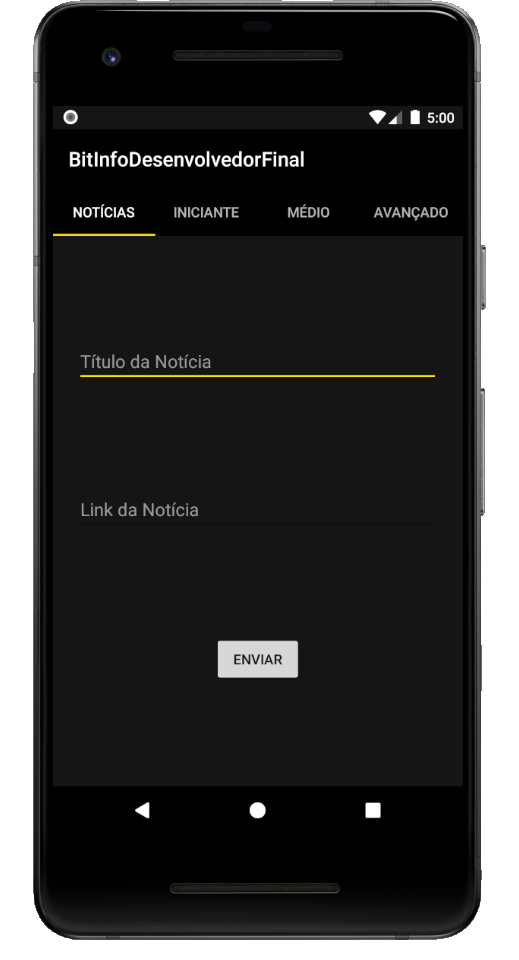 5:00
BitInfoDesenvolvedorFinal
NOTÍCIAS INICIANTE MÉDIO AVANÇADO
Título da Notícia
Link da Notícia
ENVIAR